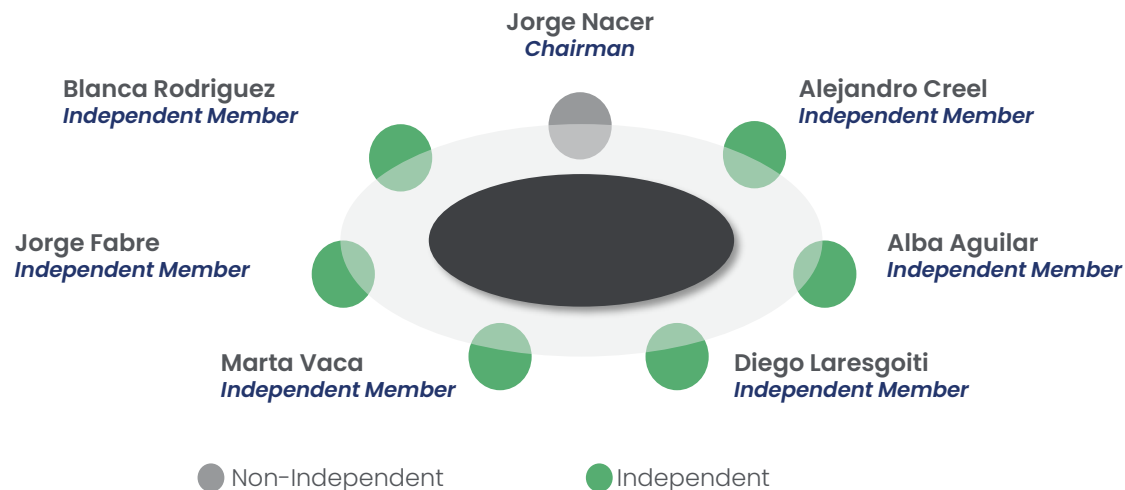 Jorge Nacer
Chairman
Blanca Rodriguez
Independent Member
Alejandro Creel
Independent Member
Jorge Fabre
Independent Member
Alba Aguilar
Independent Member
Marta Vaca
Independent Member
Diego Laresgoiti
Independent Member
Non-Independent
Independent